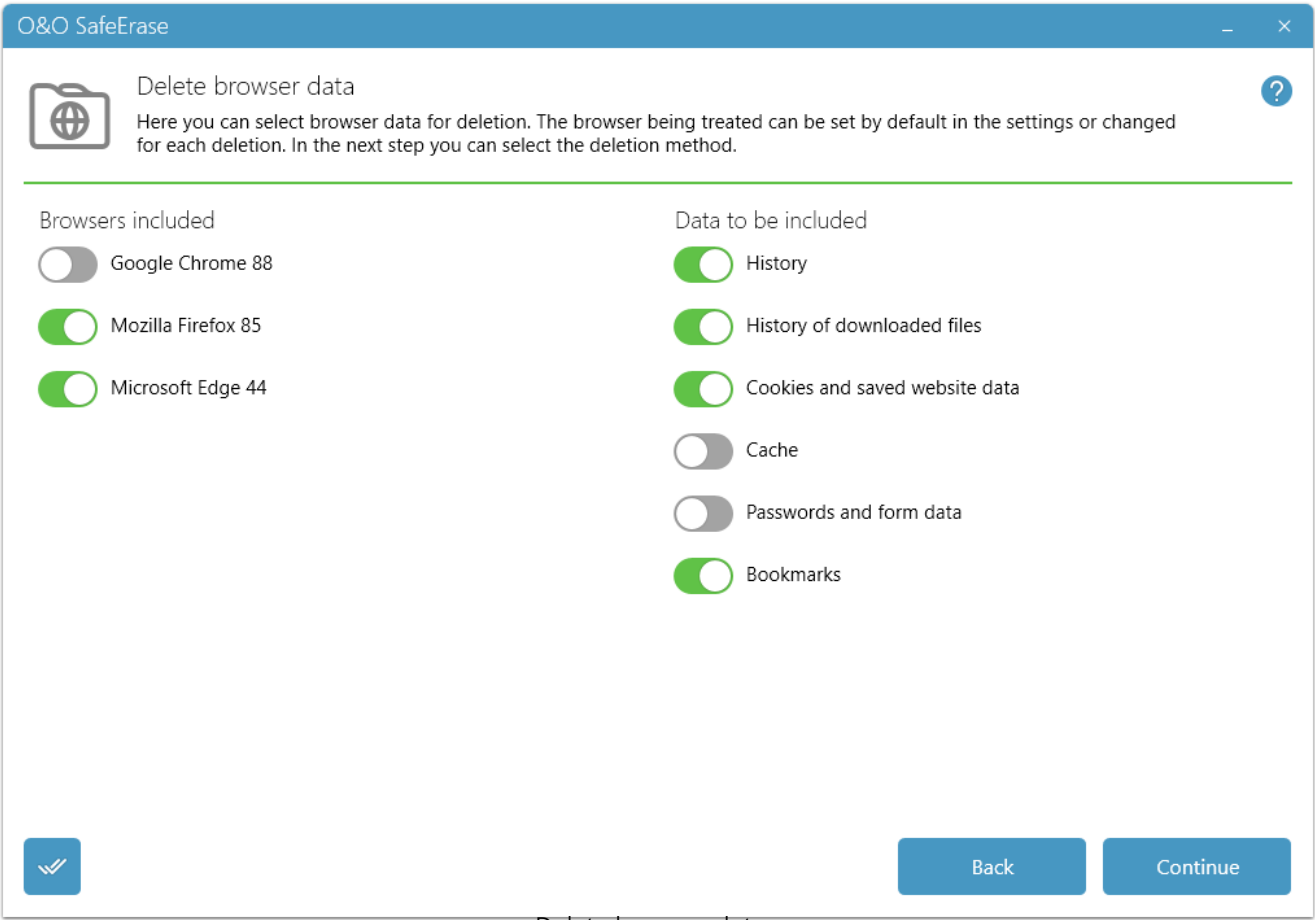 O&O SafeErase
Delete browser data
Here you can select browser data for deletion. The browser being treated can be set by default in the settings or changed
for each deletion. In the next step you can select the deletion method.
Browsers included
Google Chrome 88
Mozilla Firefox 85
Microsoft Edge 44
Data to be included
History
History of downloaded files
Cookies and saved website data
Cache
Passwords and form data
Bookmarks
Back
Continue